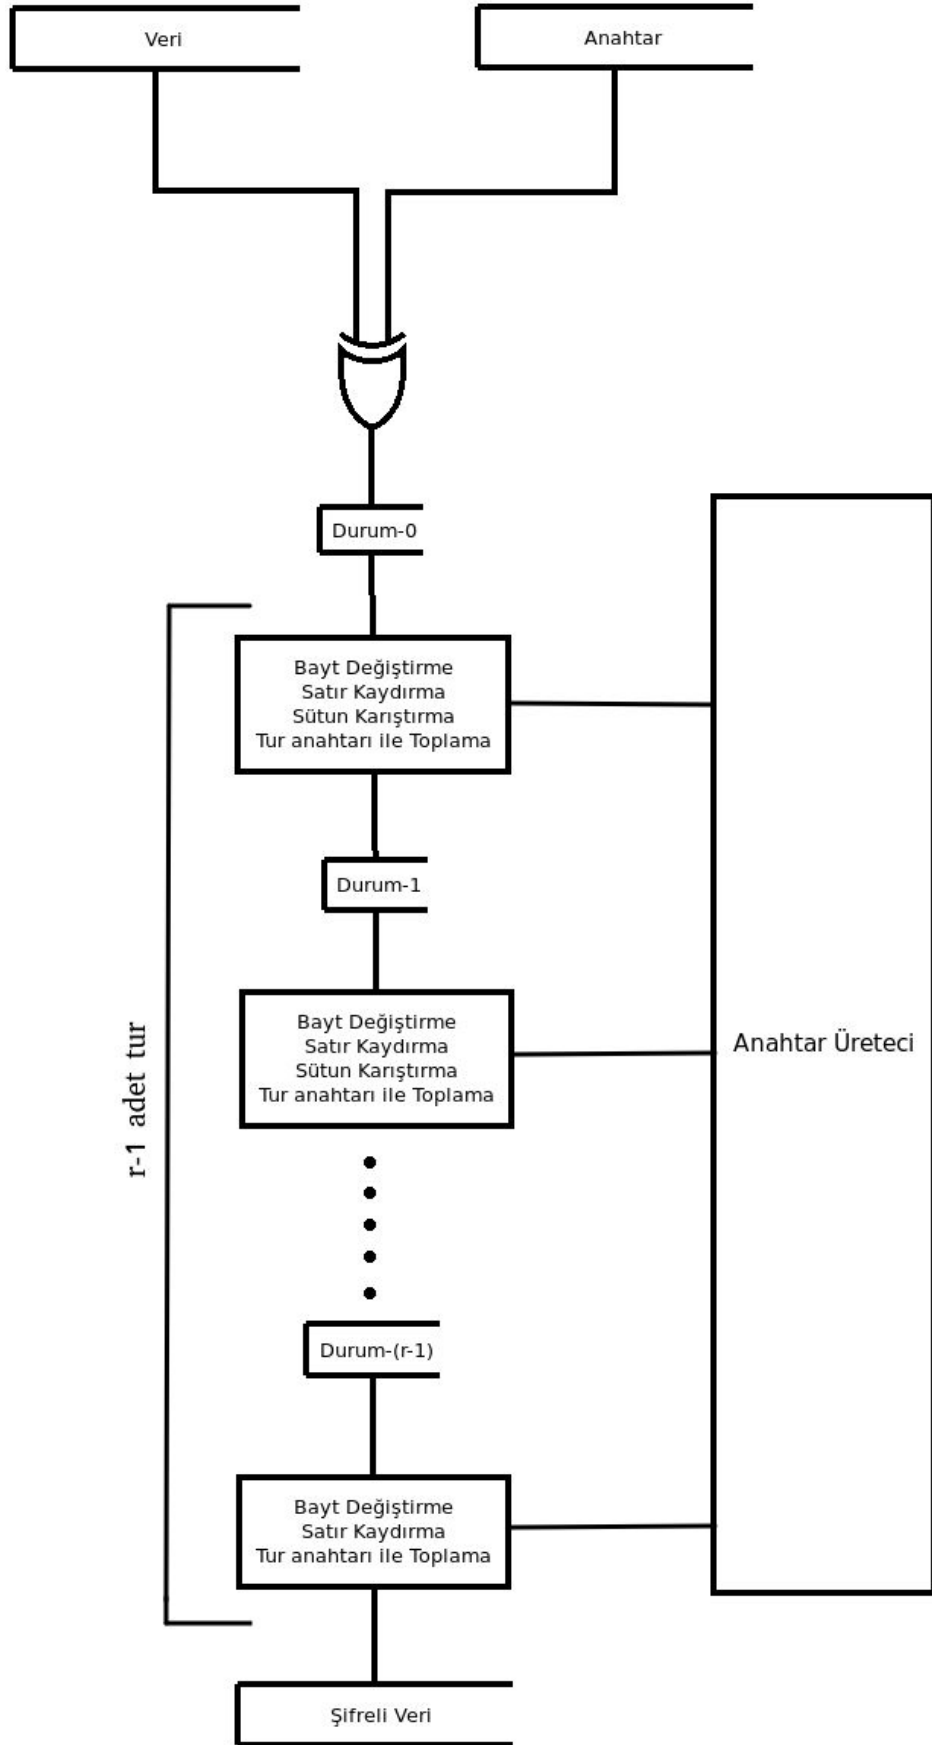 Veri
Anahtar
Durum-0
Bayt Değiştirme
Satır Kaydırma
Sütun Karıştırma
Tur anahtarı ile Toplama
Durum-1
Bayt Değiştirme
Satır Kaydırma
Sütun Karıştırma
Tur anahtarı ile Toplama
Anahtar Üreteci
r-1 adet tur
Durum-(r-1)
Bayt Değiştirme
Satır Kaydırma
Tur anahtarı ile Toplama
Şifreli Veri